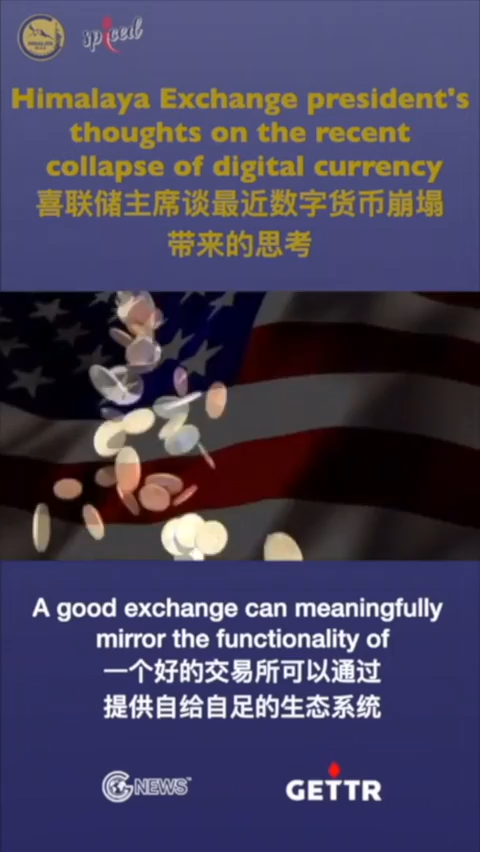 HIMALAYA
spiced
Himalaya Exchange president's
thoughts on the recent
collapse of digital currency
喜联储主席谈最近数字货币崩塌
带来的思考
A good exchange can meaningfully
mirror the functionality of
一个好的交易所可以通过
提供自给自足的生态系统
G NEWS™
GETTR